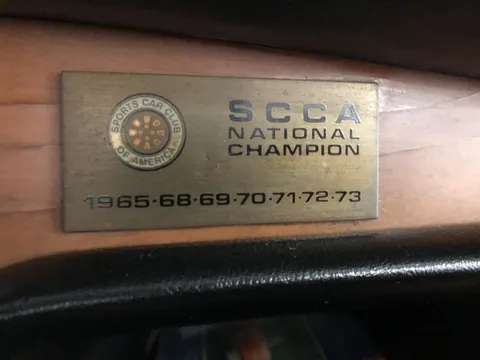 SPORTS CAR CLUB
OF AMERICA
SCCA
NATIONAL
CHAMPION
1965·68·69·70·71·72·73